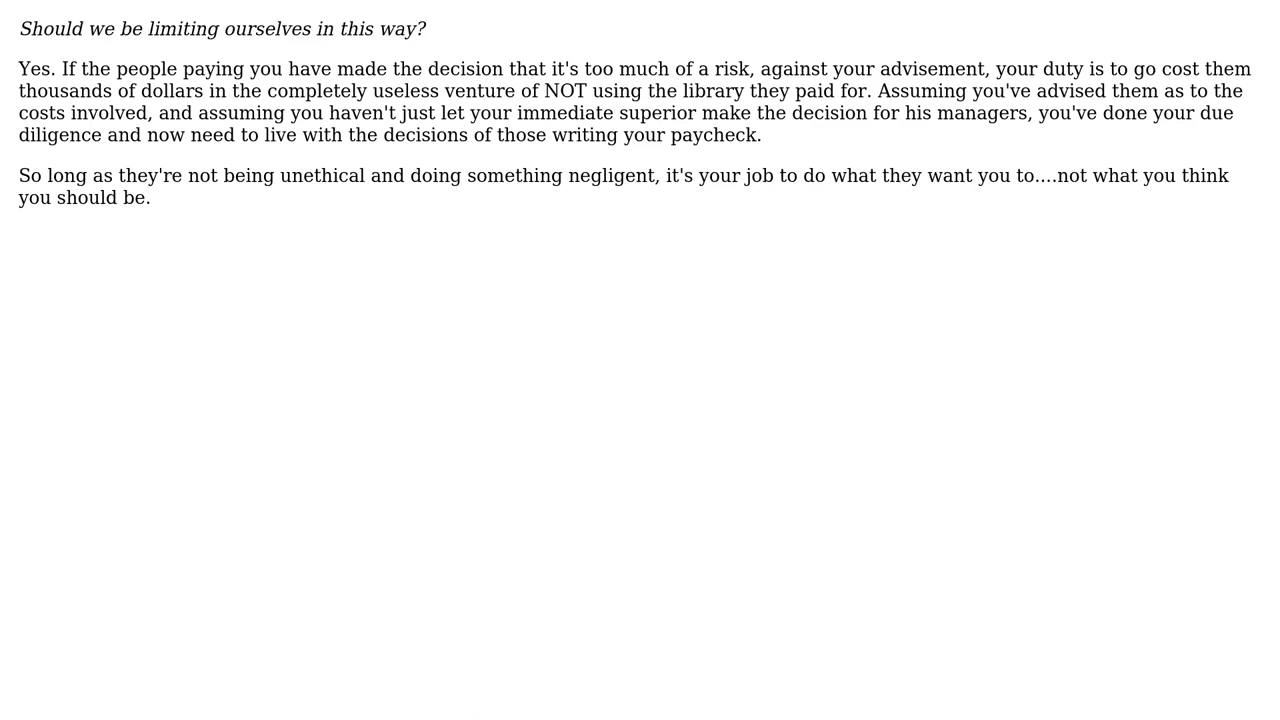 Should we be limiting ourselves in this way?
Yes. If the people paying you have made the decision that it's too much of a risk, against your advisement, your duty is to go cost them
thousands of dollars in the completely useless venture of NOT using the library they paid for. Assuming you've advised them as to the
costs involved, and assuming you haven't just let your immediate superior make the decision for his managers, you've done your due
diligence and now need to live with the decisions of those writing your paycheck.
So long as they're not being unethical and doing something negligent, it's your job to do what they want you to....not what you think
you should be.